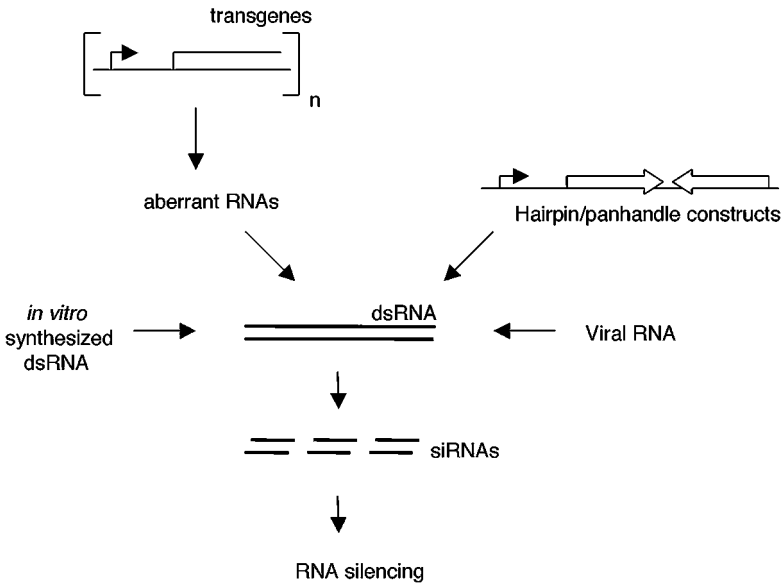 transgenes
n
aberrant RNAs
Hairpin/panhandle constructs
dsRNA
in vitro
synthesized
dsRNA
Viral RNA
siRNAs
RNA silencing